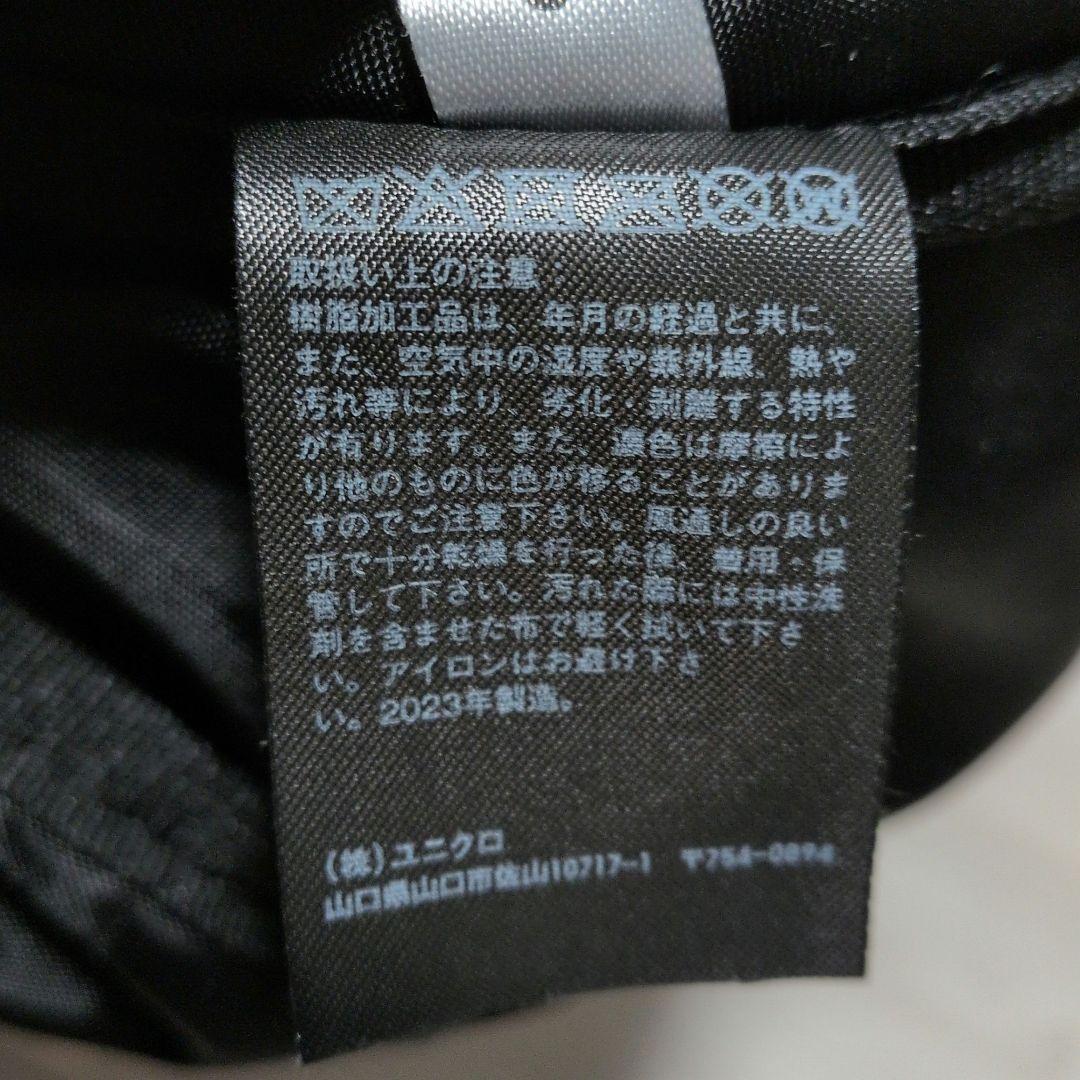 取扱い上の注意：
樹脂加工品は、年月の経過と共に、
また、空気中の湿度や紫外線、熱や
汚れ等により、劣化、剥離する特性
が有ります。また、濃色は摩擦によ
り他のものに色が移ることがありま
すのでご注意下さい。風通しの良い
所で十分乾燥を行った後、着用・保
管して下さい。汚れた際には中性洗
剤を含ませた布で軽く拭いて下さ
い。アイロンはお避け下さ
い。2023年製造。
(株)ユニクロ
山口県山口市佐山10717-1 〒754-0894